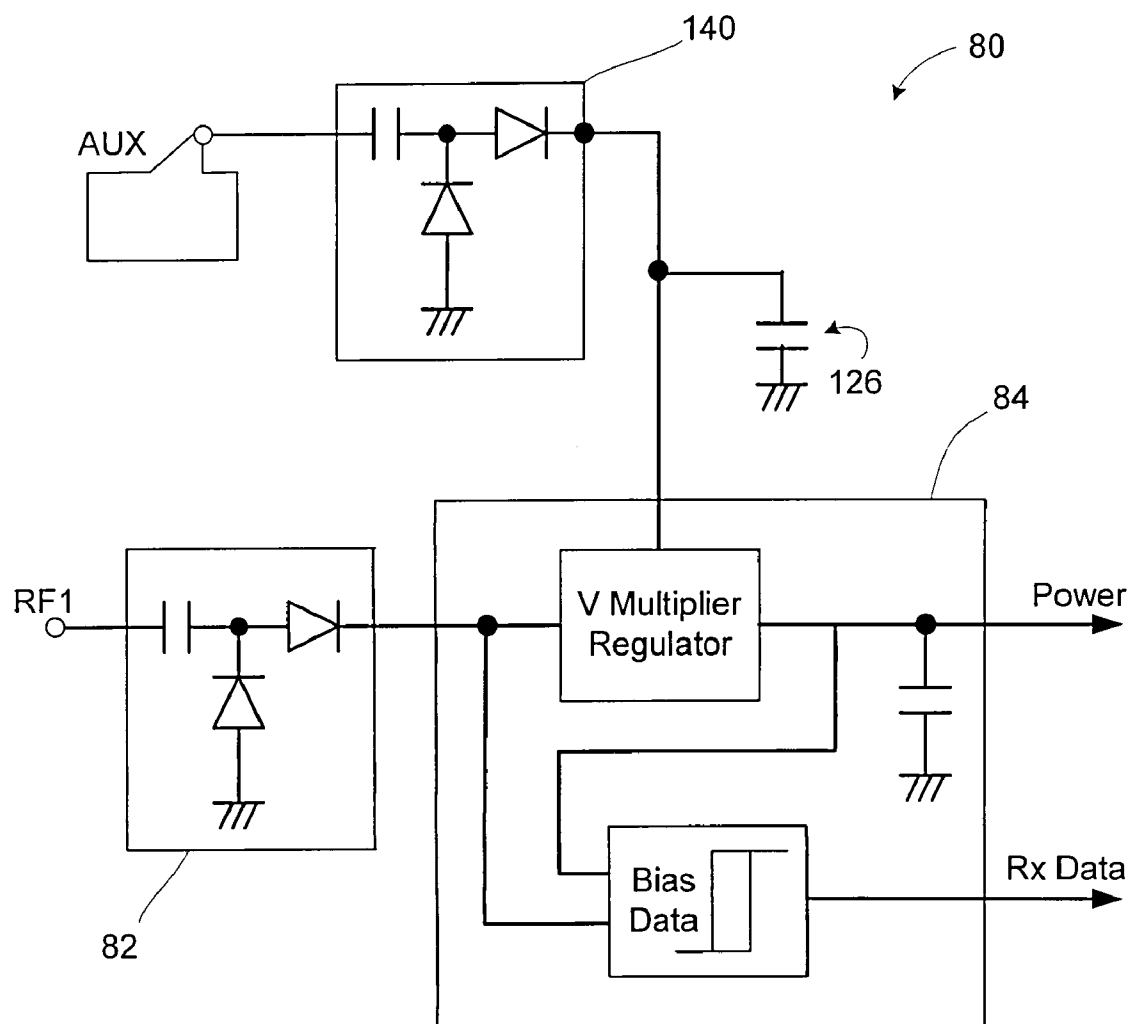 140
80
AUX
126
84
RF1
V Multiplier
Regulator
Power
Bias
Data
Rx Data
82